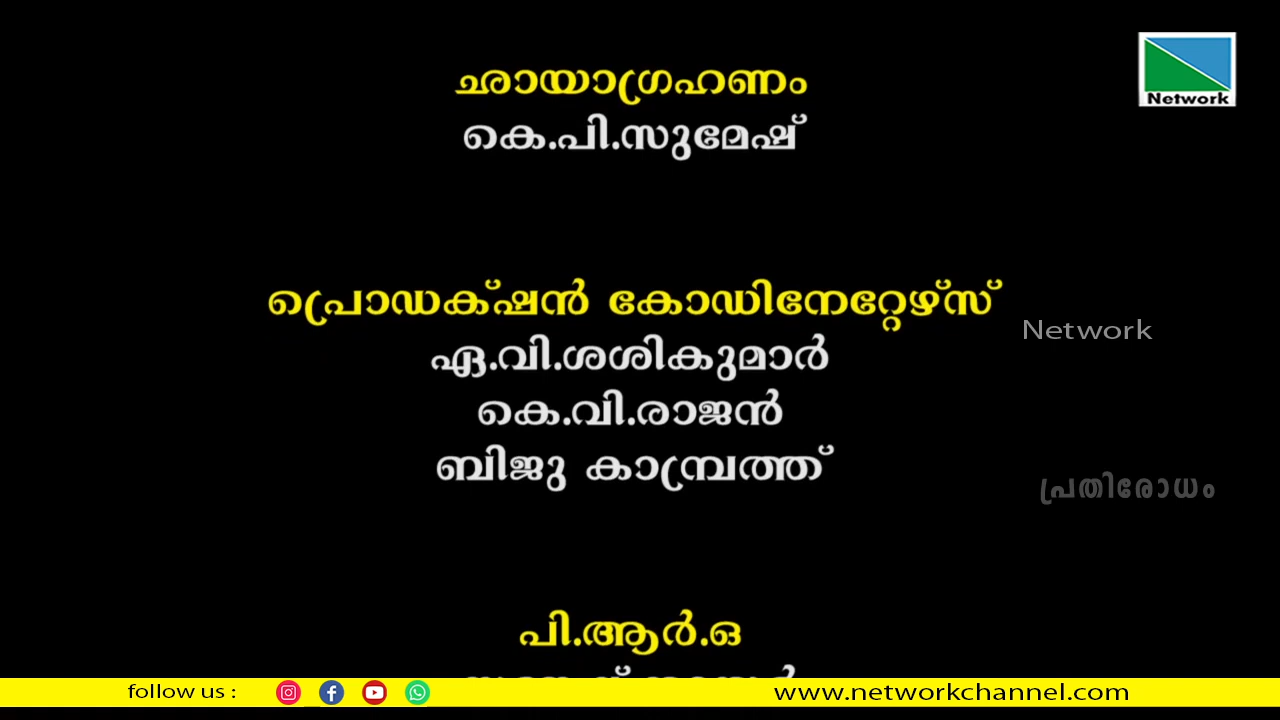 ഛായാഗ്രഹണം
കെ.പി.സുമേഷ്
Network
പ്രൊഡക്ഷൻ കോഡിനേറ്റേഴ്സ്
Network
ഏ.വി.ശശികുമാർ
കെ.വി.രാജൻ
ബിജു കാമ്പ്രത്ത്
പ്രതിരോധം
പി.ആർ.ഒ
follow us :
www.networkchannel.com